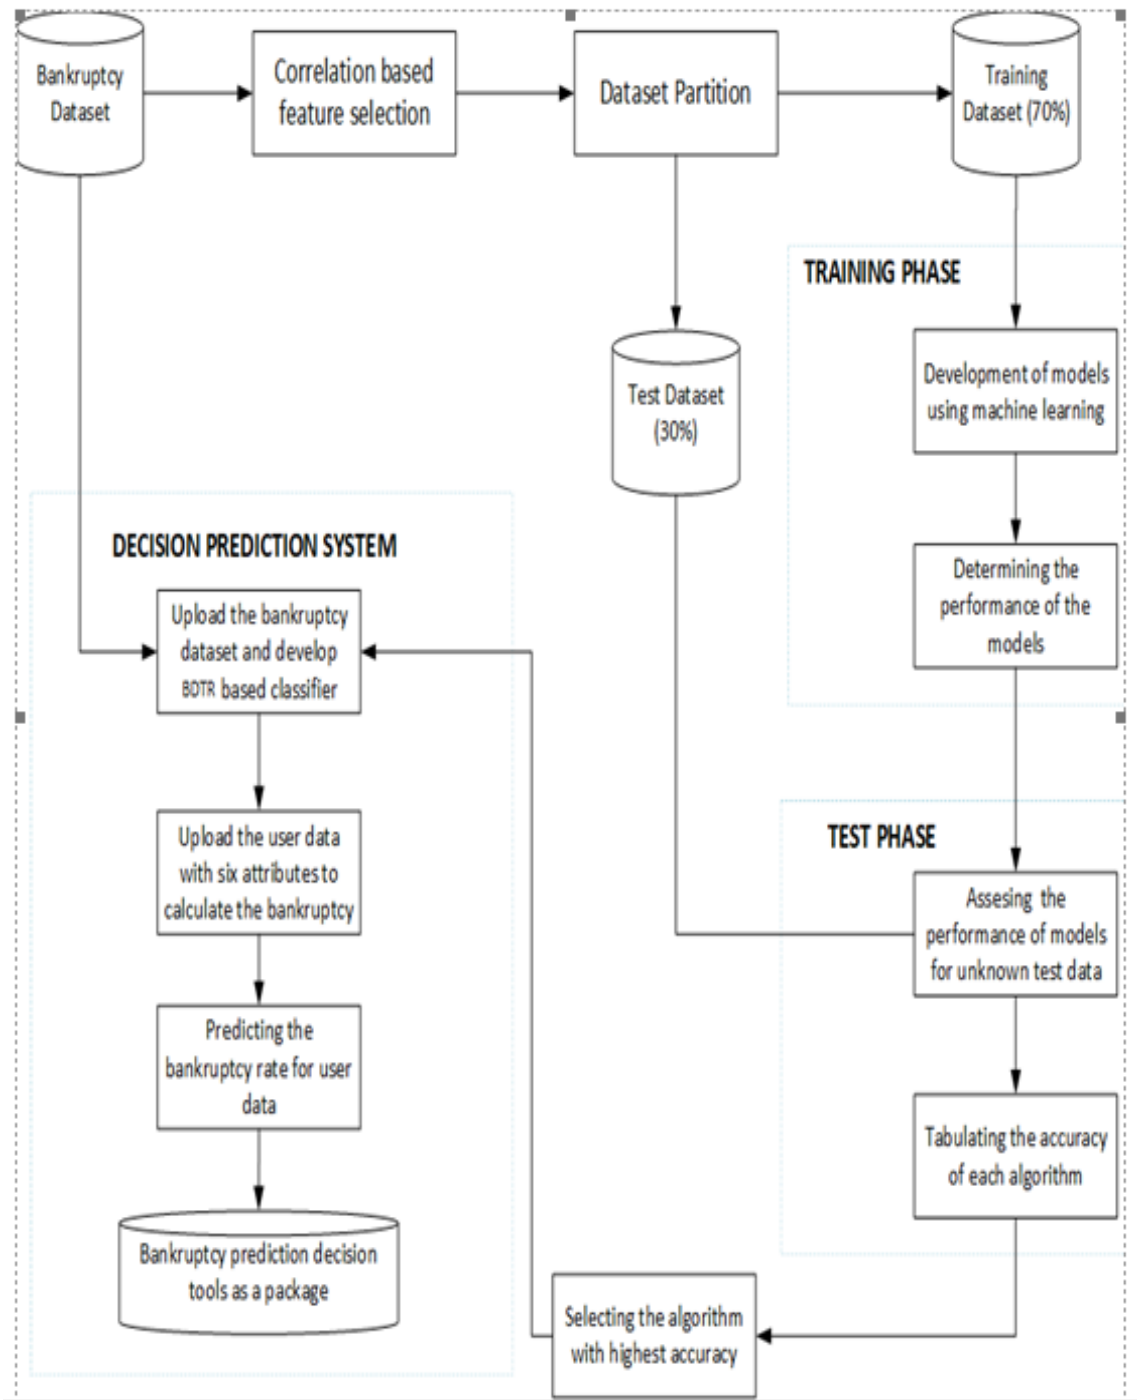 Bankruptcy
Dataset
Correlation based
feature selection
Dataset Partition
Training
Dataset (70%)
TRAINING PHASE
Development of models
using machine learning
Test Dataset
(30%)
Determining the
performance of the
models
DECISION PREDICTION SYSTEM
Upload the bankruptcy
dataset and develop
BDTR based classifier
Upload the user data
with six attributes to
calculate the bankruptcy
Predicting the
bankruptcy rate for user
data
Bankruptcy prediction decision
tools as a package
TEST PHASE
Assesing the
performance of models
for unknown test data
Tabulating the accuracy
of each algorithm
Selecting the algorithm
with highest accuracy